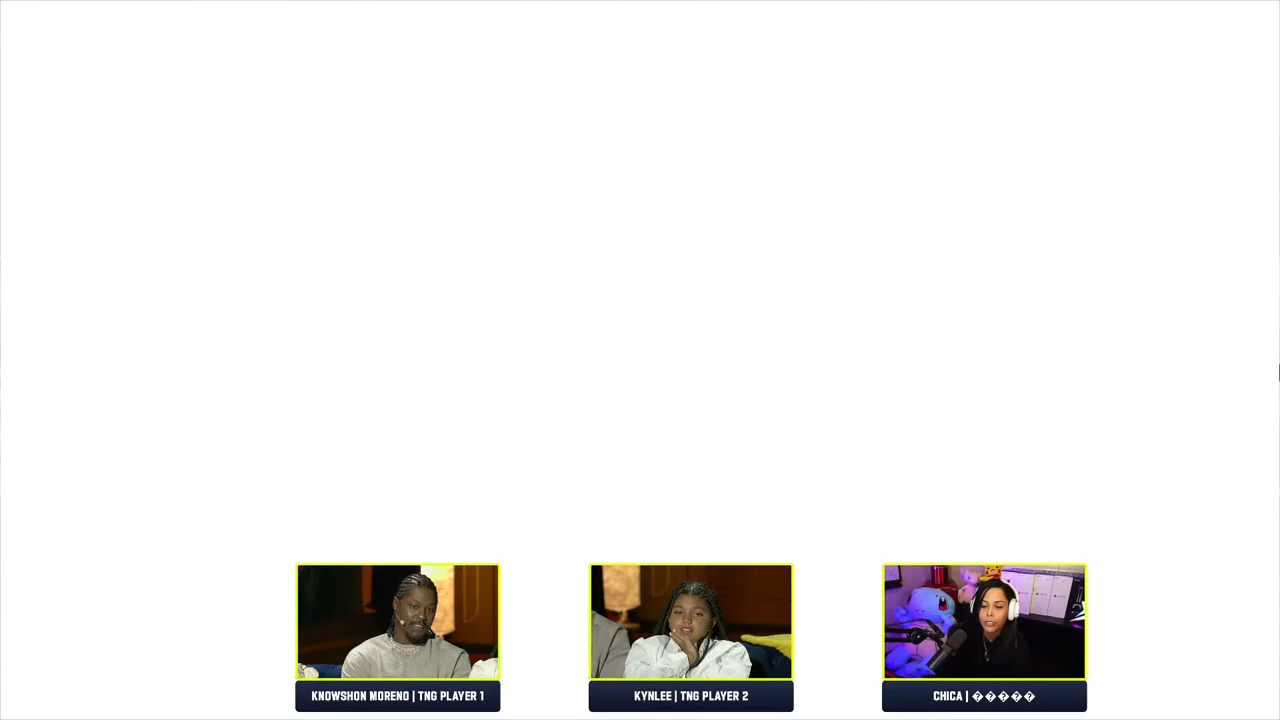 KNOWSHON MORENO | TNG PLAYER 1
KYNLEE | TNG PLAYER 2
CHICA | �����